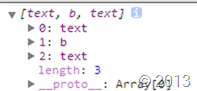 ▼ [text, b, text] i
▶ 0: text
▶ 1: b
▶ 2: text
length: 3
▶ __proto__: Array[0]
© 2013